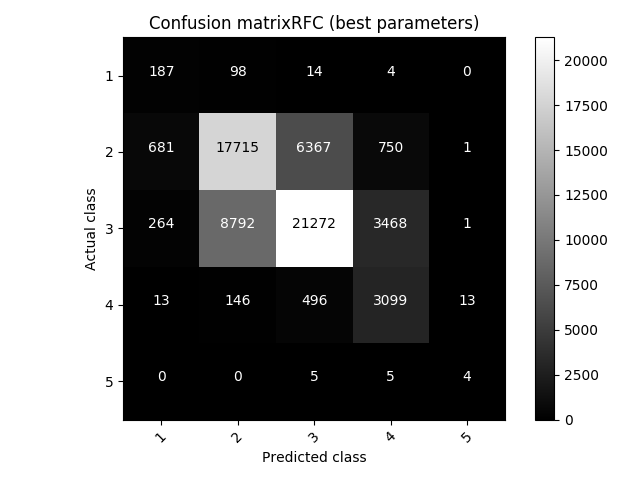 Confusion matrixRFC (best parameters)
1 187 98 14 4 0
2 681 17715 6367 750 1
3 264 8792 21272 3468 1
4 13 146 496 3099 13
5 0 0 5 5 4
1 2 3 4 5
Predicted class
Actual class
20000
17500
15000
12500
10000
7500
5000
2500
0